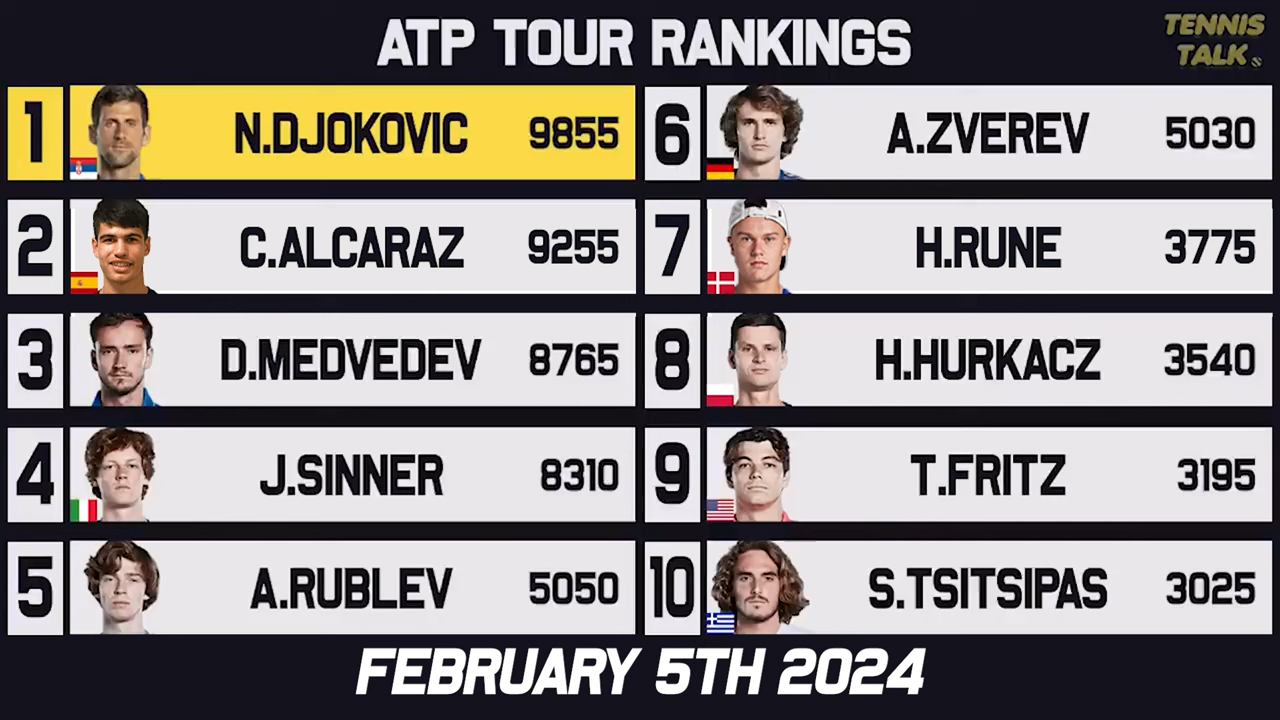 ATP TOUR RANKINGS
TENNIS
TALK
1 N.DJOKOVIC 9855
2 C.ALCARAZ 9255
3 D.MEDVEDEV 8765
4 J.SINNER 8310
5 A.RUBLEV 5050
6 A.ZVEREV 5030
7 H.RUNE 3775
8 H.HURKACZ 3540
9 T.FRITZ 3195
10 S.TSITSIPAS 3025
FEBRUARY 5TH 2024